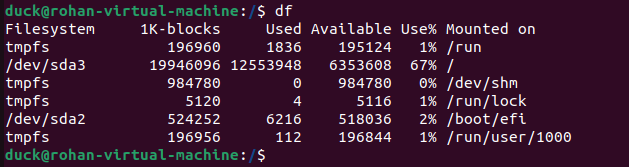 duck@rohan-virtual-machine:/$ df
Filesystem     1K-blocks     Used Available Use% Mounted on
tmpfs             196960     1836    195124   1% /run
/dev/sda3       19946096 12553948   6353608  67% /
tmpfs             984780        0    984780   0% /dev/shm
tmpfs               5120        4      5116   1% /run/lock
/dev/sda2         524252     6216    518036   2% /boot/efi
tmpfs             196956      112    196844   1% /run/user/1000
duck@rohan-virtual-machine:/$